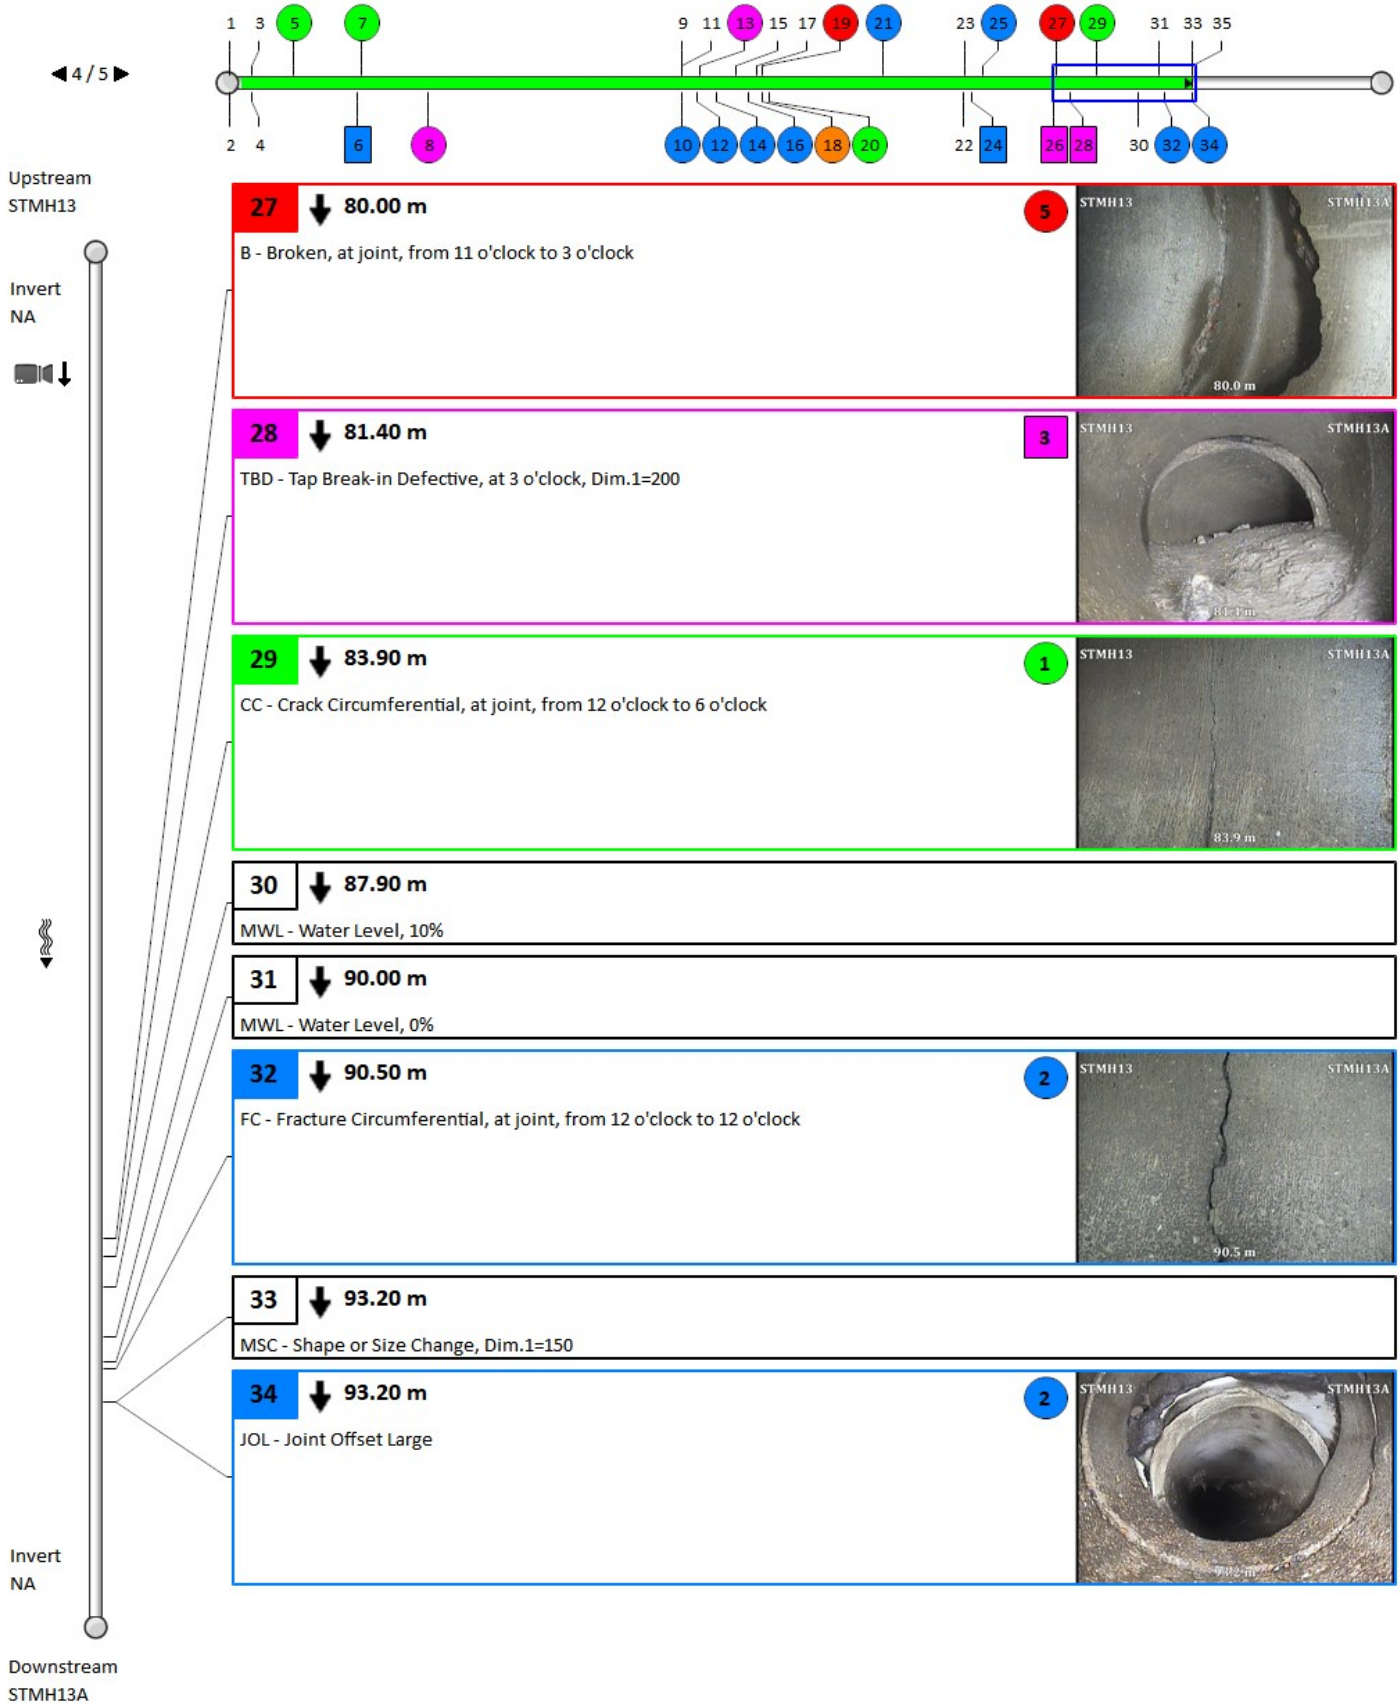 1 3 5 7 9 11 13 15 17 19 21 23 25 27 29 31 33 35
4 / 5
2 4 6 8 10 12 14 16 18 20 22 24 26 28 30 32 34
Upstream
STMH13
27 80.00 m 5
B - Broken, at joint, from 11 o'clock to 3 o'clock
STMH13 STMH13A
80.0 m
Invert
NA
28 81.40 m 3
TBD - Tap Break-in Defective, at 3 o'clock, Dim.1=200
STMH13 STMH13A
81.4 m
29 83.90 m 1
CC - Crack Circumferential, at joint, from 12 o'clock to 6 o'clock
STMH13 STMH13A
83.9 m
30 87.90 m
MWL - Water Level, 10%
31 90.00 m
MWL - Water Level, 0%
32 90.50 m 2
FC - Fracture Circumferential, at joint, from 12 o'clock to 12 o'clock
STMH13 STMH13A
90.5 m
33 93.20 m
MSC - Shape or Size Change, Dim.1=150
34 93.20 m 2
JOL - Joint Offset Large
STMH13 STMH13A
93.2 m
Invert
NA
Downstream
STMH13A